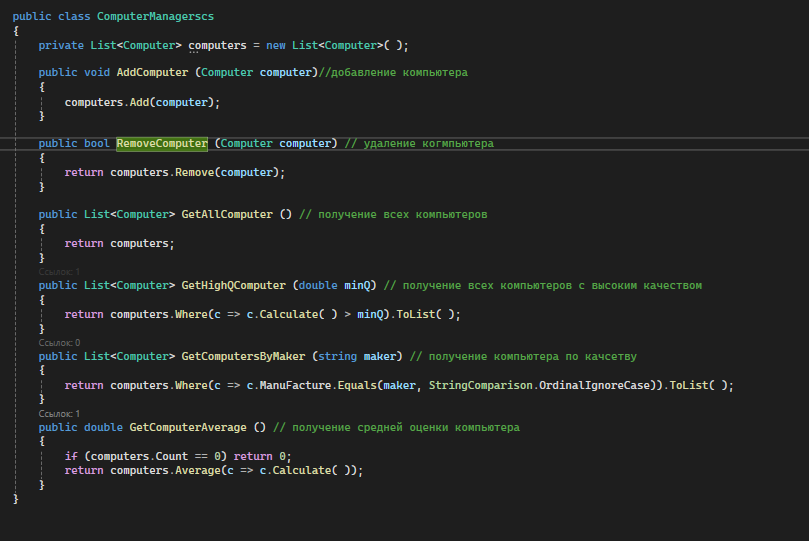 public class ComputerManagerscs
{
private List<Computer> computers = new List<Computer>( );
public void AddComputer (Computer computer)//добавление компьютера
{
computers.Add(computer);
}
public bool RemoveComputer (Computer computer) // удаление когмпьютера
{
return computers.Remove(computer);
}
public List<Computer> GetAllComputer () // получение всех компьютеров
{
return computers;
}
Ссылок: 1
public List<Computer> GetHighQComputer (double minQ) // получение всех компьютеров с высоким качеством
{
return computers.Where(c => c.Calculate( ) > minQ).ToList( );
}
Ссылок: 0
public List<Computer> GetComputersByMaker (string maker) // получение компьютера по качсетву
{
return computers.Where(c => c.ManuFacture.Equals(maker, StringComparison.OrdinalIgnoreCase)).ToList( );
}
Ссылок: 1
public double GetComputerAverage () // получение средней оценки компьютера
{
if (computers.Count == 0) return 0;
return computers.Average(c => c.Calculate( ));
}
}